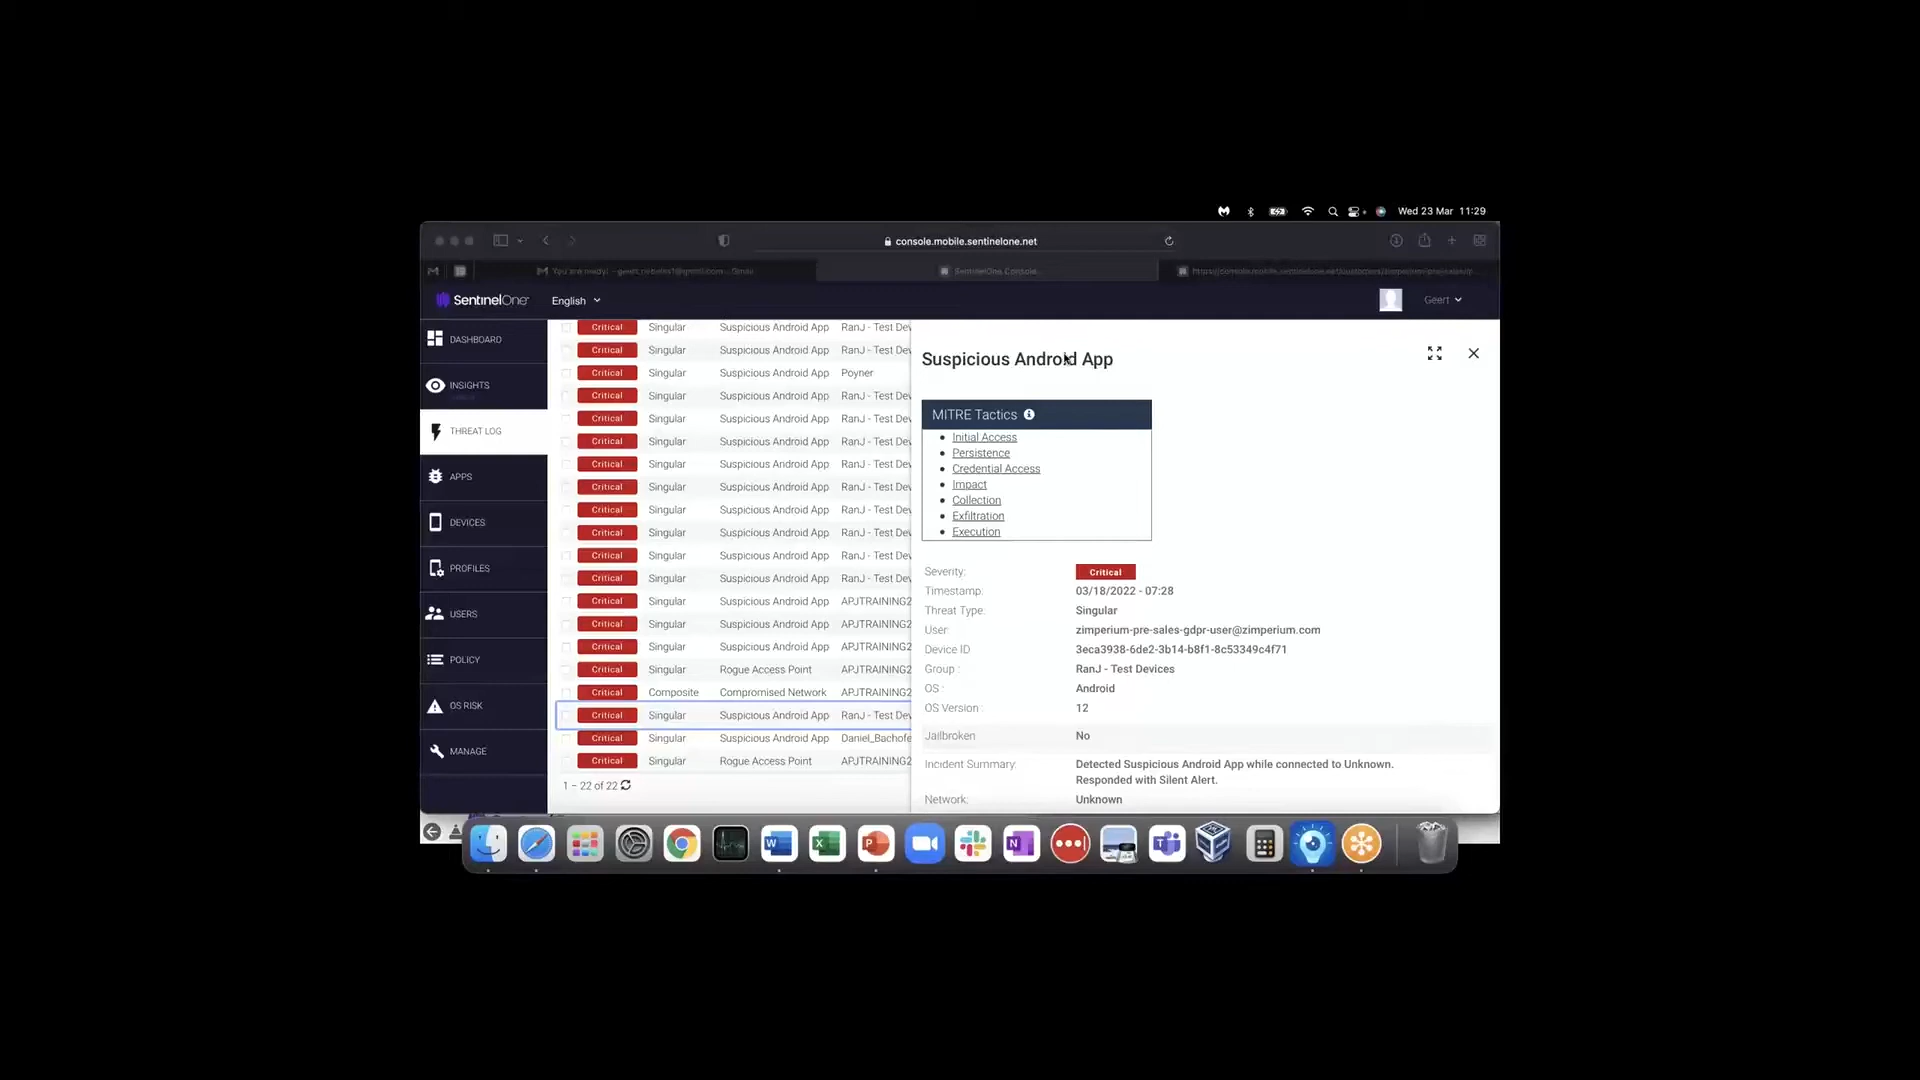 Wed 23 Mar 11:29
console.mobile.sentinelone.net
SentinelOne Console
SentinelOne
English
Geert
DASHBOARD
INSIGHTS
THREAT LOG
APPS
DEVICES
PROFILES
USERS
POLICY
OS RISK
MANAGE
Critical Singular Suspicious Android App RanJ - Test Dev
Critical Singular Suspicious Android App RanJ - Test Dev
Critical Singular Suspicious Android App Poyner
Critical Singular Suspicious Android App RanJ - Test Dev
Critical Singular Suspicious Android App RanJ - Test Dev
Critical Singular Suspicious Android App RanJ - Test Dev
Critical Singular Suspicious Android App RanJ - Test Dev
Critical Singular Suspicious Android App RanJ - Test Dev
Critical Singular Suspicious Android App RanJ - Test Dev
Critical Singular Suspicious Android App RanJ - Test Dev
Critical Singular Suspicious Android App RanJ - Test Dev
Critical Singular Suspicious Android App RanJ - Test Dev
Critical Singular Suspicious Android App APJTRAINING2
Critical Singular Suspicious Android App APJTRAINING2
Critical Singular Suspicious Android App APJTRAINING2
Critical Singular Rogue Access Point APJTRAINING2
Critical Composite Compromised Network APJTRAINING2
Critical Singular Suspicious Android App RanJ - Test Dev
Critical Singular Suspicious Android App Daniel_Bachofe
Critical Singular Rogue Access Point APJTRAINING2
1 – 22 of 22
Suspicious Android App
MITRE Tactics
Initial Access
Persistence
Credential Access
Impact
Collection
Exfiltration
Execution
Severity: Critical
Timestamp: 03/18/2022 - 07:28
Threat Type: Singular
User: zimperium-pre-sales-gdpr-user@zimperium.com
Device ID 3eca3938-6de2-3b14-b8f1-8c53349c4f71
Group : RanJ - Test Devices
OS : Android
OS Version : 12
Jailbroken No
Incident Summary: Detected Suspicious Android App while connected to Unknown.
Responded with Silent Alert.
Network: Unknown